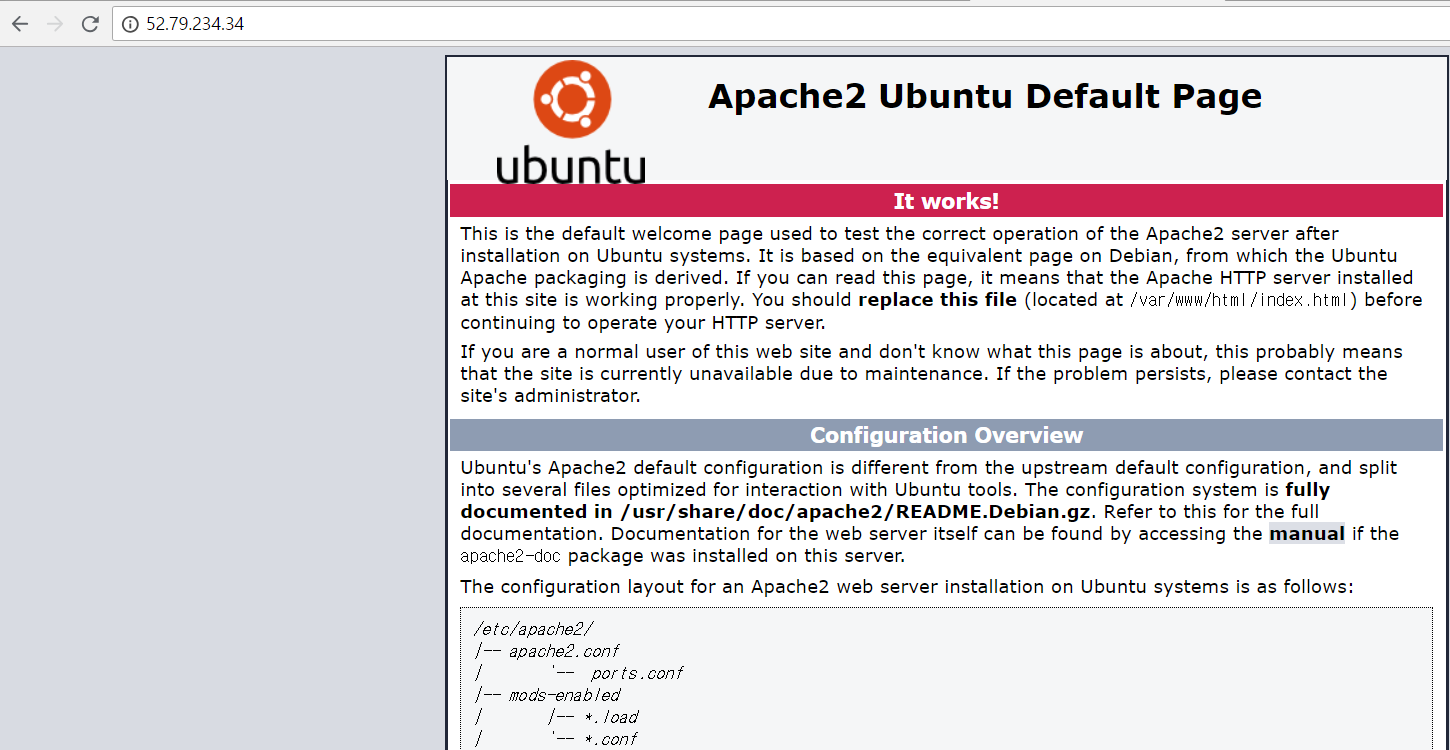 52.79.234.34
Apache2 Ubuntu Default Page
ubuntu
It works!
This is the default welcome page used to test the correct operation of the Apache2 server after
installation on Ubuntu systems. It is based on the equivalent page on Debian, from which the Ubuntu
Apache packaging is derived. If you can read this page, it means that the Apache HTTP server installed
at this site is working properly. You should replace this file (located at /var/www/html/index.html) before
continuing to operate your HTTP server.
If you are a normal user of this web site and don't know what this page is about, this probably means
that the site is currently unavailable due to maintenance. If the problem persists, please contact the
site's administrator.
Configuration Overview
Ubuntu's Apache2 default configuration is different from the upstream default configuration, and split
into several files optimized for interaction with Ubuntu tools. The configuration system is fully
documented in /usr/share/doc/apache2/README.Debian.gz. Refer to this for the full
documentation. Documentation for the web server itself can be found by accessing the manual if the
apache2-doc package was installed on this server.
The configuration layout for an Apache2 web server installation on Ubuntu systems is as follows:
/etc/apache2/
|-- apache2.conf
|       `--  ports.conf
|-- mods-enabled
|       |-- *.load
|       `-- *.conf